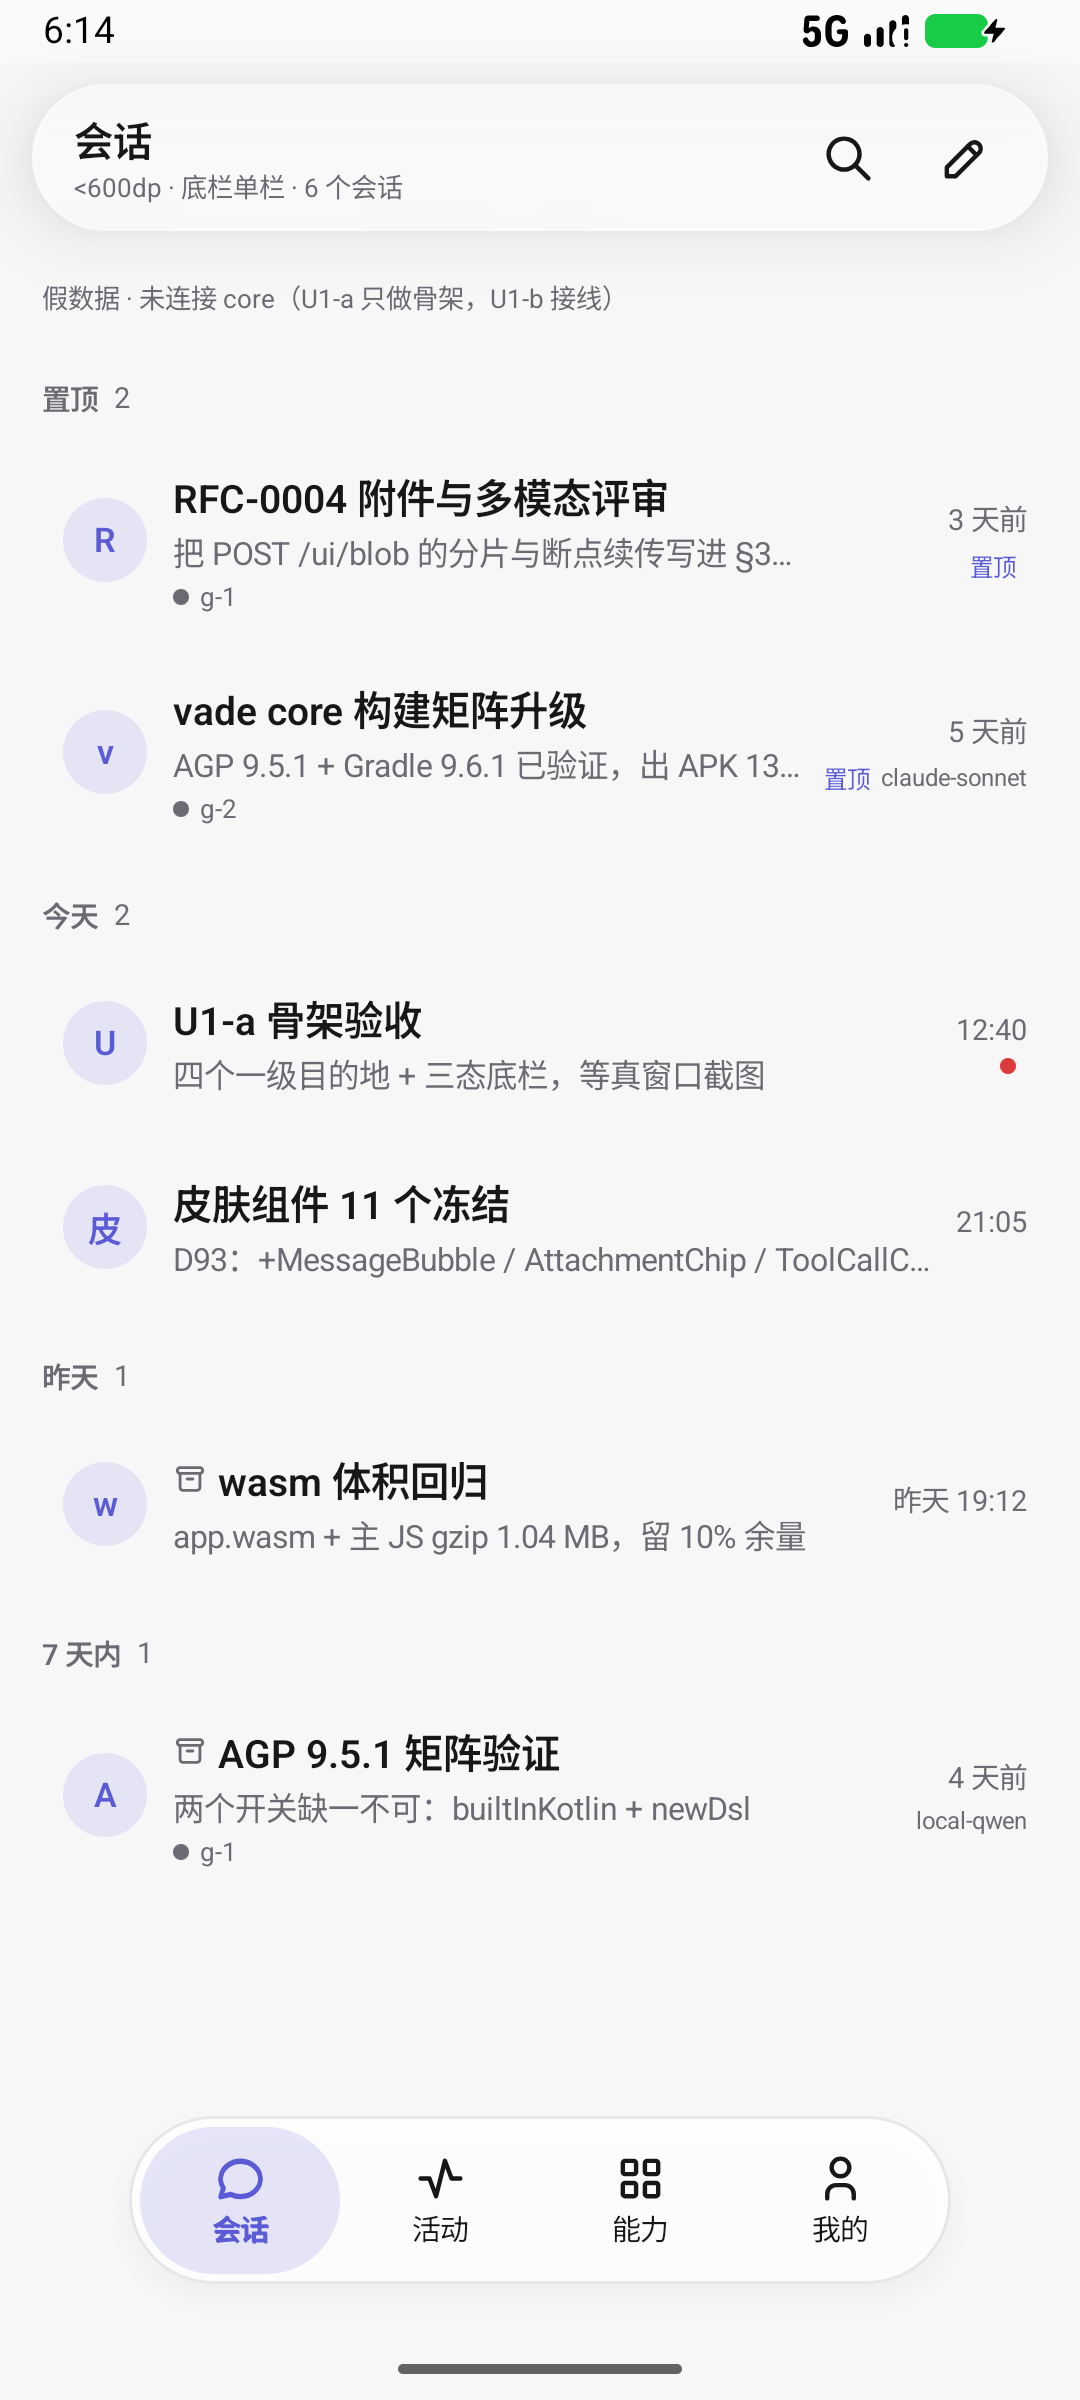 6:14
5G
会话
<600dp · 底栏单栏 · 6 个会话
假数据 · 未连接 core（U1-a 只做骨架，U1-b 接线）
置顶 2
R
RFC-0004 附件与多模态评审
把 POST /ui/blob 的分片与断点续传写进 §3…
g-1
3 天前
置顶
v
vade core 构建矩阵升级
AGP 9.5.1 + Gradle 9.6.1 已验证，出 APK 13…
g-2
5 天前
置顶 claude-sonnet
今天 2
U
U1-a 骨架验收
四个一级目的地 + 三态底栏，等真窗口截图
12:40
皮
皮肤组件 11 个冻结
D93：+MessageBubble / AttachmentChip / ToolCallC…
21:05
昨天 1
w
wasm 体积回归
app.wasm + 主 JS gzip 1.04 MB，留 10% 余量
昨天 19:12
7 天内 1
A
AGP 9.5.1 矩阵验证
两个开关缺一不可：builtInKotlin + newDsl
g-1
4 天前
local-qwen
会话
活动
能力
我的